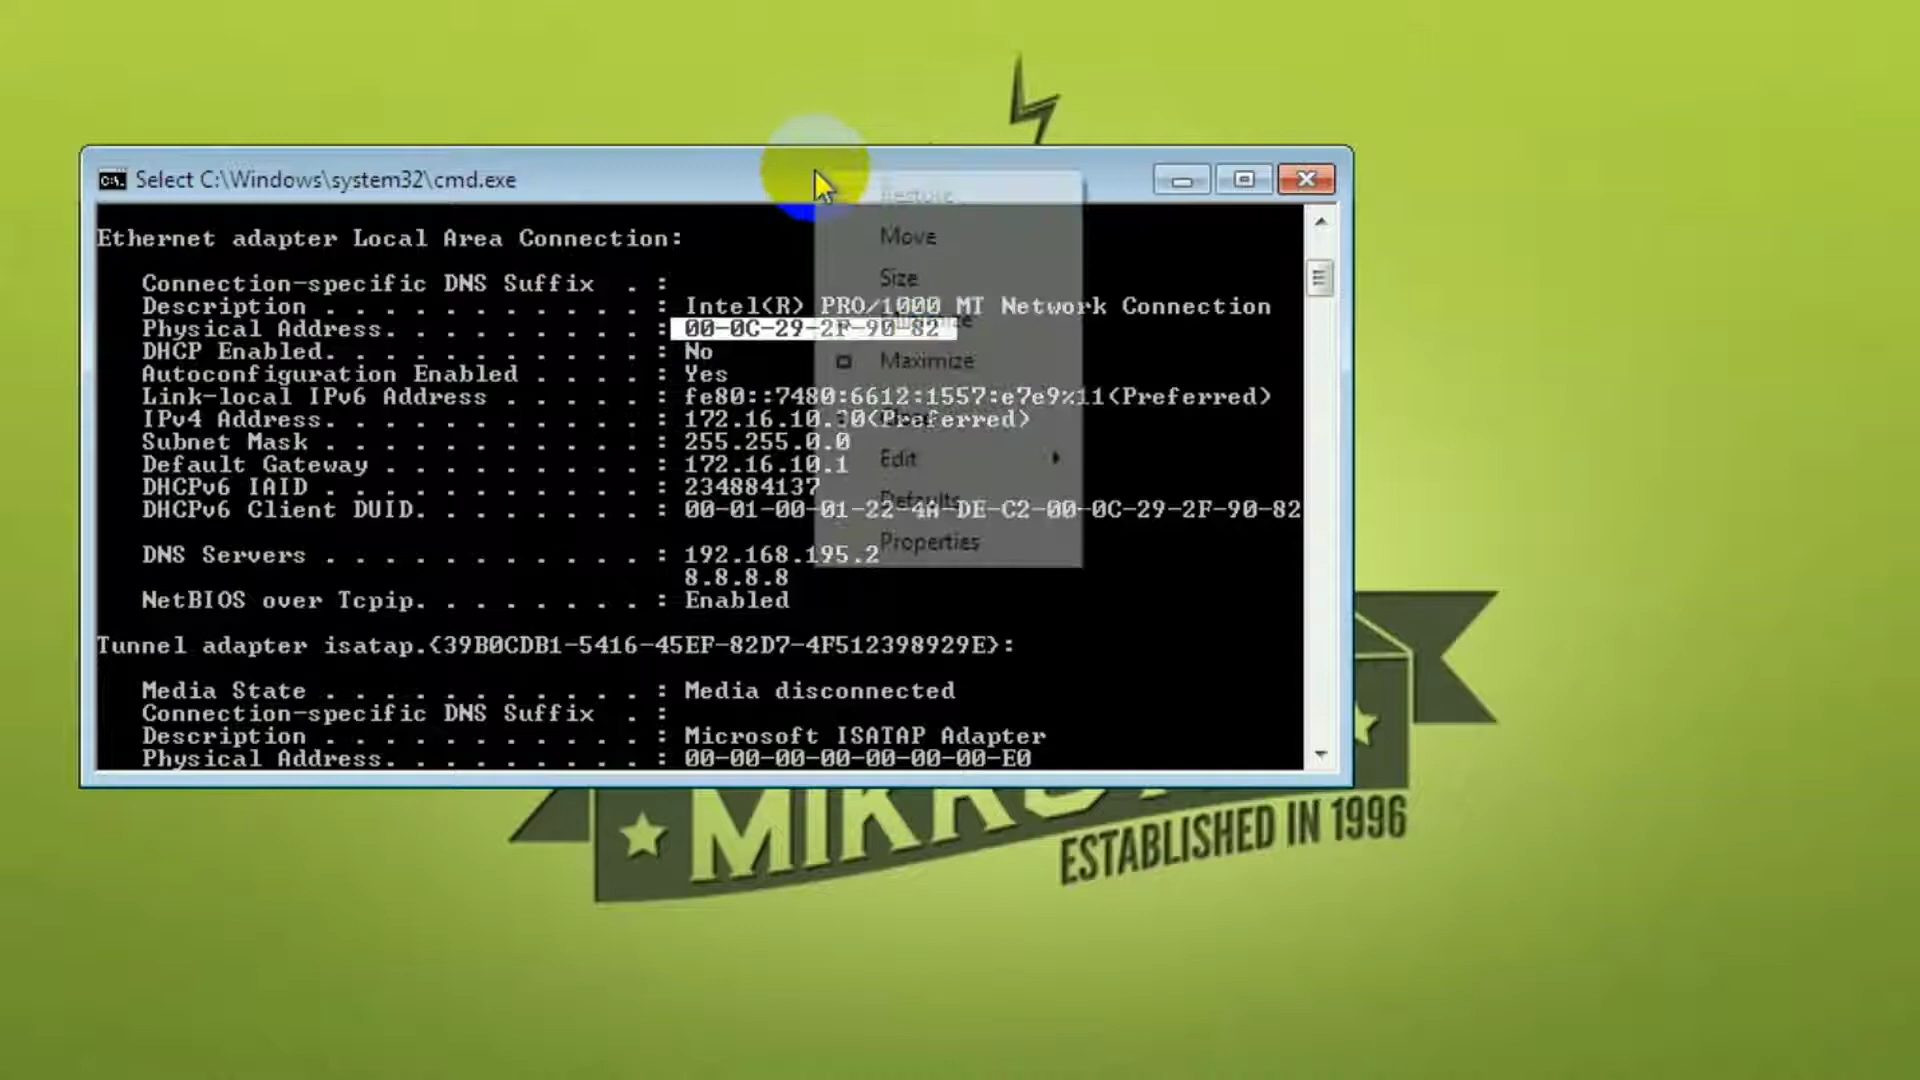 Select C:\Windows\system32\cmd.exe
Restore
Move
Size
Maximize
Edit
Defaults
Properties
Ethernet adapter Local Area Connection:
Connection-specific DNS Suffix . :
Description . . . . . . . . . . . : Intel(R) PRO/1000 MT Network Connection
Physical Address. . . . . . . . . : 00-0C-29-2F-90-82
DHCP Enabled. . . . . . . . . . . : No
Autoconfiguration Enabled . . . . : Yes
Link-local IPv6 Address . . . . . : fe80::7480:6612:1557:e7e9%11(Preferred)
IPv4 Address. . . . . . . . . . . : (Preferred)
Subnet Mask . . . . . . . . . . . : 255.255.0.0
Default Gateway . . . . . . . . . : 172.16.10.1
DHCPv6 IAID . . . . . . . . . . . : 234884137
DHCPv6 Client DUID. . . . . . . . : 00-01-00-01-22-4A-DE-C2-00-0C-29-2F-90-82
DNS Servers . . . . . . . . . . . : 192.168.195.2
8.8.8.8
NetBIOS over Tcpip. . . . . . . . : Enabled
Tunnel adapter isatap.{39B0CDB1-5416-45EF-82D7-4F512398929E}:
Media State . . . . . . . . . . . : Media disconnected
Connection-specific DNS Suffix . :
Description . . . . . . . . . . . : Microsoft ISATAP Adapter
Physical Address. . . . . . . . . : 00-00-00-00-00-00-00-E0
ESTABLISHED IN 1996